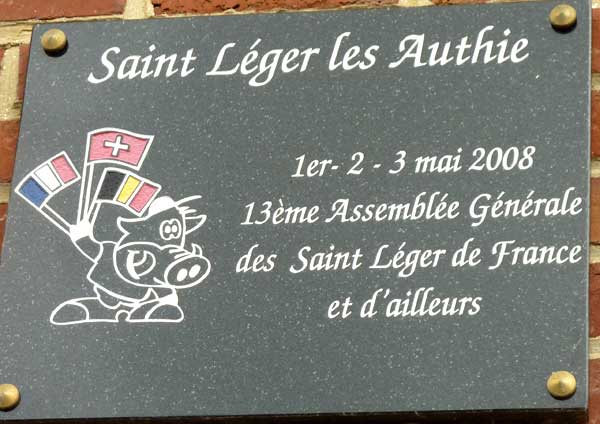 Saint Léger les Authie
1er- 2 - 3 mai 2008
13ème Assemblée Générale
des Saint Léger de France
et d'ailleurs